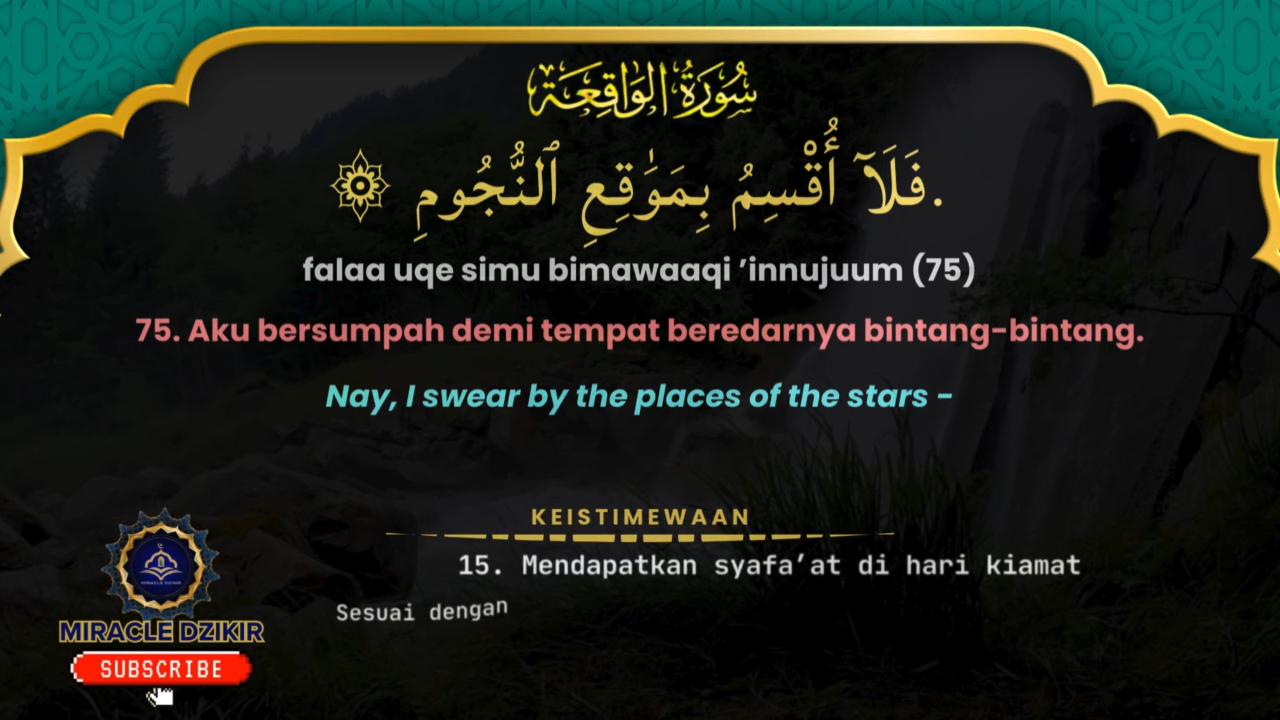 سُورَةُ الوَاقِعَة
.فَلَآ أُقْسِمُ بِمَوَٰقِعِ ٱلنُّجُومِ
falaa uqe simu bimawaaqi ’innujuum (75)
75. Aku bersumpah demi tempat beredarnya bintang-bintang.
Nay, I swear by the places of the stars -
KEISTIMEWAAN
15. Mendapatkan syafa’at di hari kiamat
Sesuai dengan
MIRACLE DZIKIR
MIRACLE DZIKIR
SUBSCRIBE